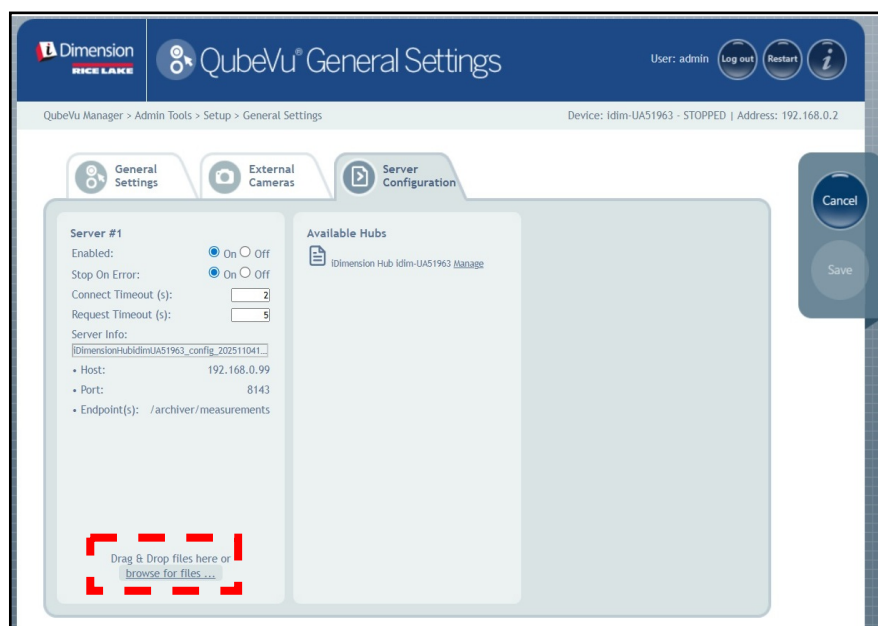 Dimension
RICE LAKE
QubeVu® General Settings
User: admin
Log out
Restart
i
QubeVu Manager > Admin Tools > Setup > General Settings
Device: idim-UA51963 - STOPPED | Address: 192.168.0.2
General
Settings
External
Cameras
Server
Configuration
Cancel
Save
Server #1
Enabled: On Off
Stop On Error: On Off
Connect Timeout (s): 2
Request Timeout (s): 5
Server Info:
iDimensionHubidimUA51963_config_202511041...
• Host: 192.168.0.99
• Port: 8143
• Endpoint(s): /archiver/measurements
Drag & Drop files here or
browse for files ...
Available Hubs
iDimension Hub idim-UA51963 Manage